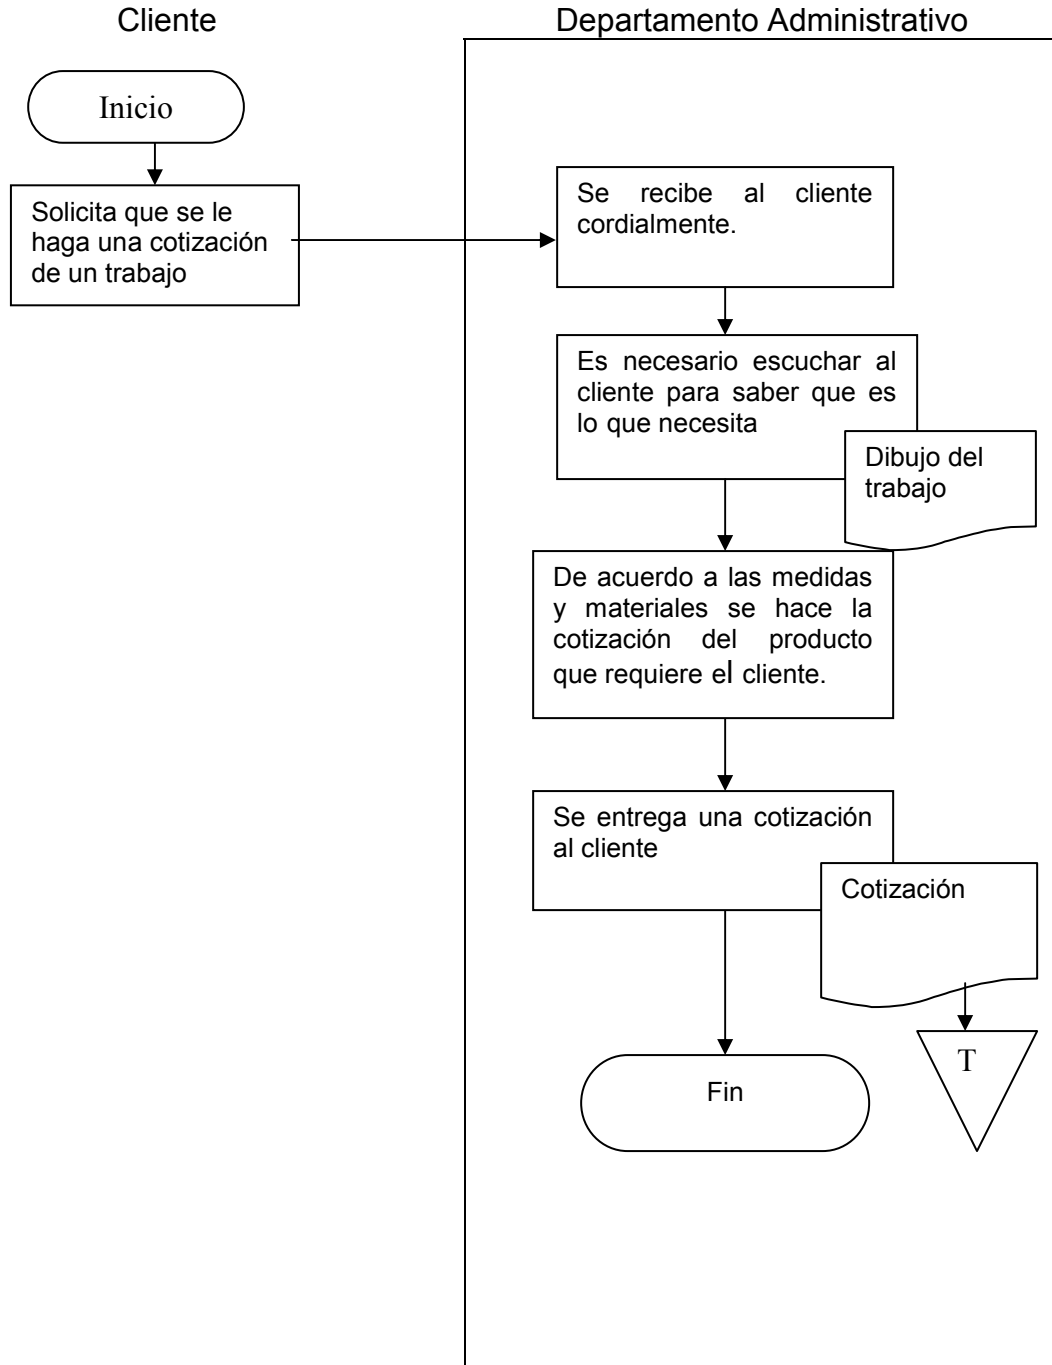 Cliente
Departamento Administrativo
Inicio
Solicita que se le
haga una cotización
de un trabajo
Se recibe al cliente
cordialmente.
Es necesario escuchar al
cliente para saber que es
lo que necesita
Dibujo del
trabajo
De acuerdo a las medidas
y materiales se hace la
cotización del producto
que requiere el cliente.
Se entrega una cotización
al cliente
Cotización
T
Fin